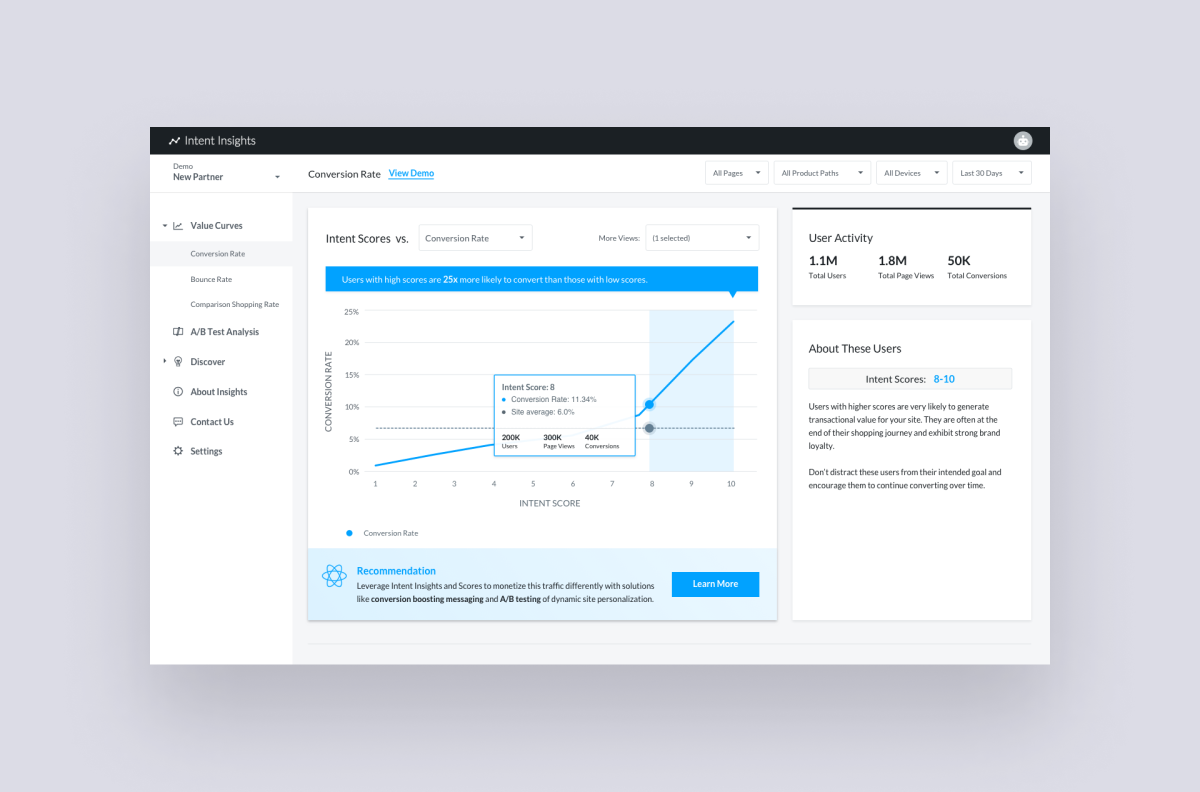 Intent Insights
Demo
New Partner
Conversion Rate View Demo
All Pages
All Product Paths
All Devices
Last 30 Days
Value Curves
Conversion Rate
Bounce Rate
Comparison Shopping Rate
A/B Test Analysis
Discover
About Insights
Contact Us
Settings
Intent Scores vs. Conversion Rate
More Views: (1 selected)
Users with high scores are 25x more likely to convert than those with low scores.
CONVERSION RATE
25%
20%
15%
10%
5%
0%
Intent Score: 8
Conversion Rate: 11.34%
Site average: 6.0%
200K 300K 40K
Users Page Views Conversions
1 2 3 4 5 6 7 8 9 10
INTENT SCORE
Conversion Rate
Recommendation
Leverage Intent Insights and Scores to monetize this traffic differently with solutions
like conversion boosting messaging and A/B testing of dynamic site personalization.
Learn More
User Activity
1.1M 1.8M 50K
Total Users Total Page Views Total Conversions
About These Users
Intent Scores: 8-10
Users with higher scores are very likely to generate
transactional value for your site. They are often at the
end of their shopping journey and exhibit strong brand
loyalty.
Don't distract these users from their intended goal and
encourage them to continue converting over time.